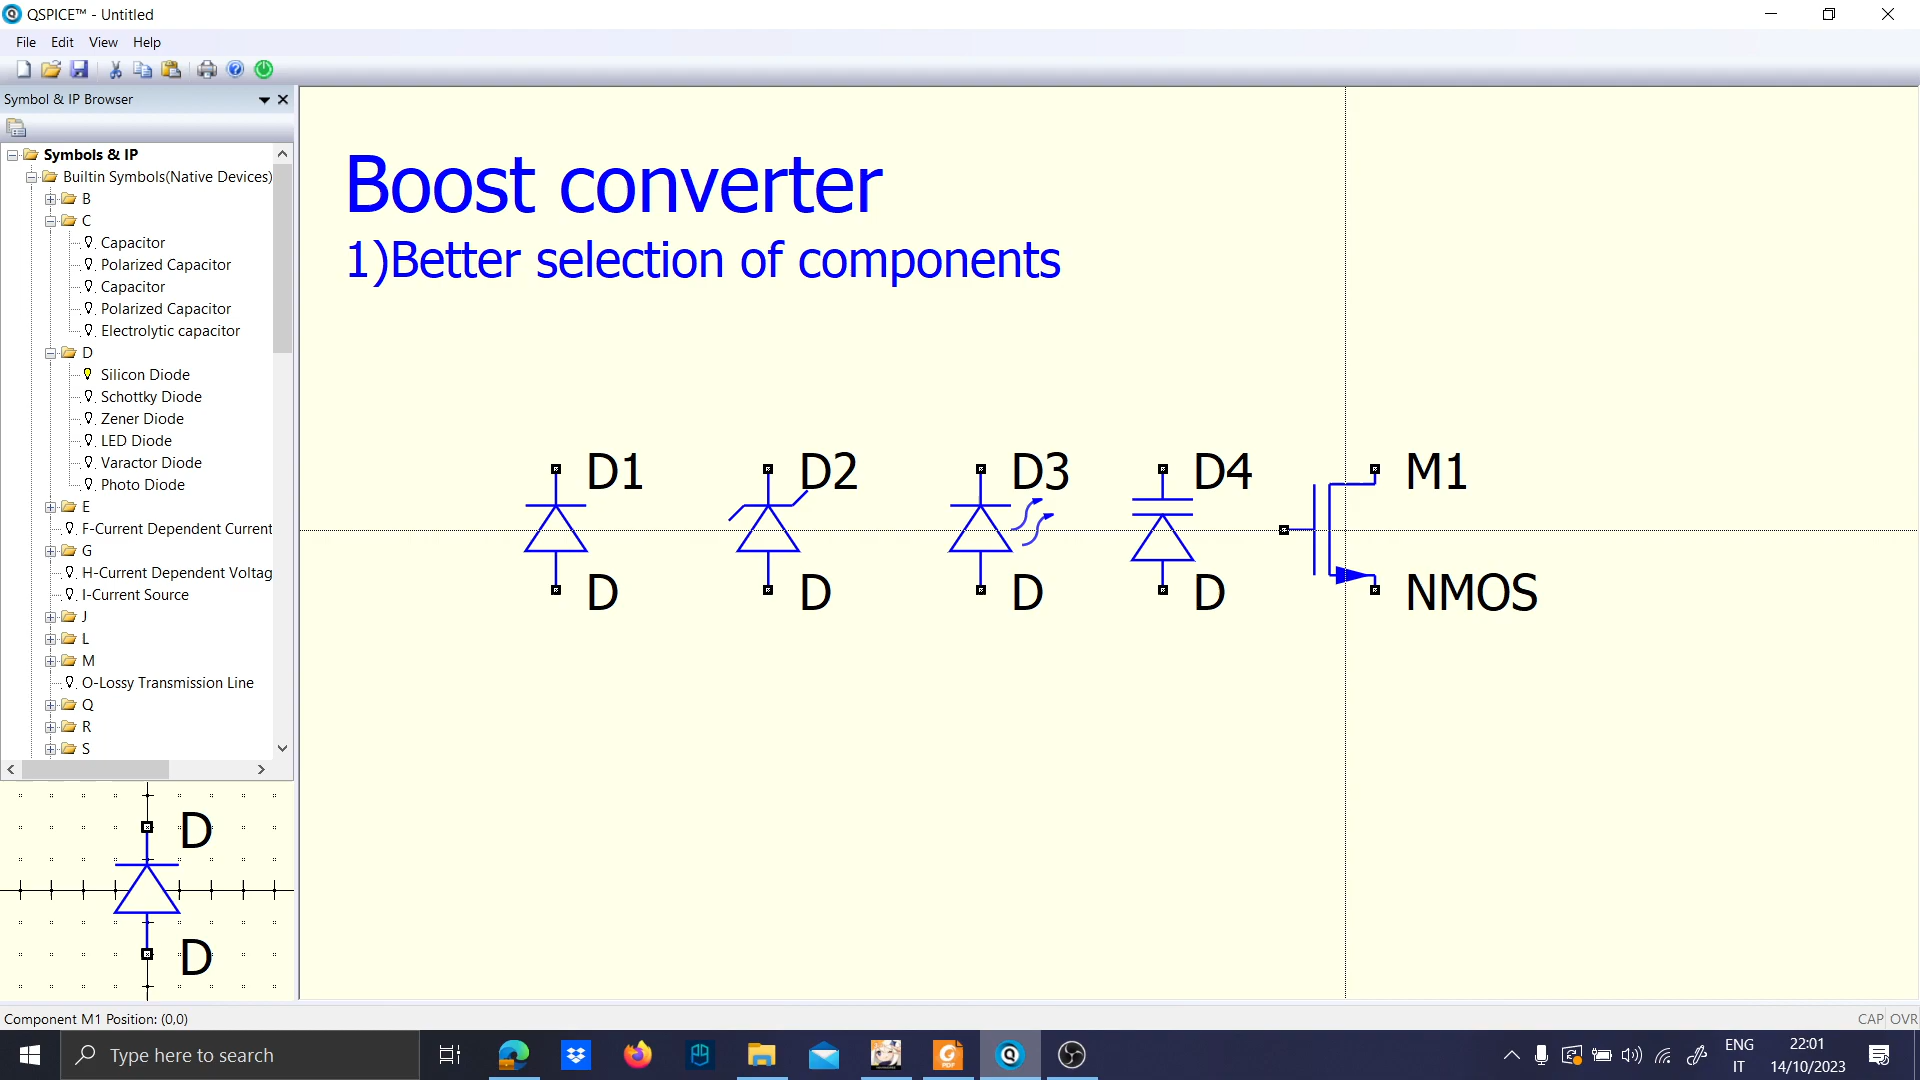 QSPICE™ - Untitled
File Edit View Help
Symbol & IP Browser
Symbols & IP
Builtin Symbols(Native Devices)
B
C
Capacitor
Polarized Capacitor
Capacitor
Polarized Capacitor
Electrolytic capacitor
D
Silicon Diode
Schottky Diode
Zener Diode
LED Diode
Varactor Diode
Photo Diode
E
F-Current Dependent Current
G
H-Current Dependent Voltag
I-Current Source
J
L
M
O-Lossy Transmission Line
Q
R
S
D
D
Boost converter
1)Better selection of components
D1 D2 D3 D4 M1
D D D D NMOS
Component M1 Position: (0,0)
CAP OVR
Type here to search
ENG
IT
22:01
14/10/2023